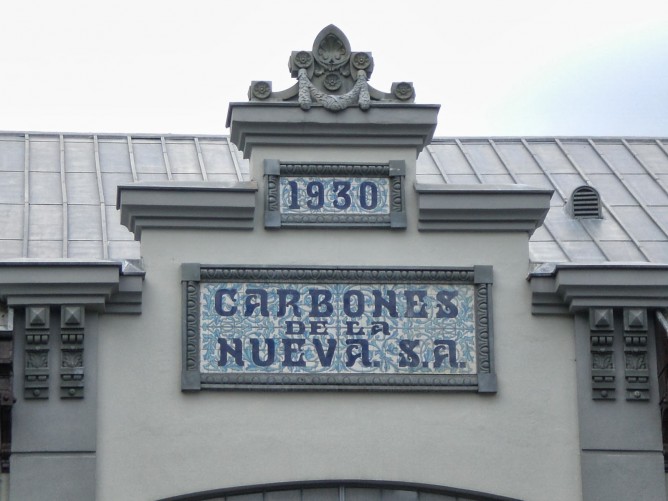 1930
CARBONES
DE LA
NUEVA. S.A.